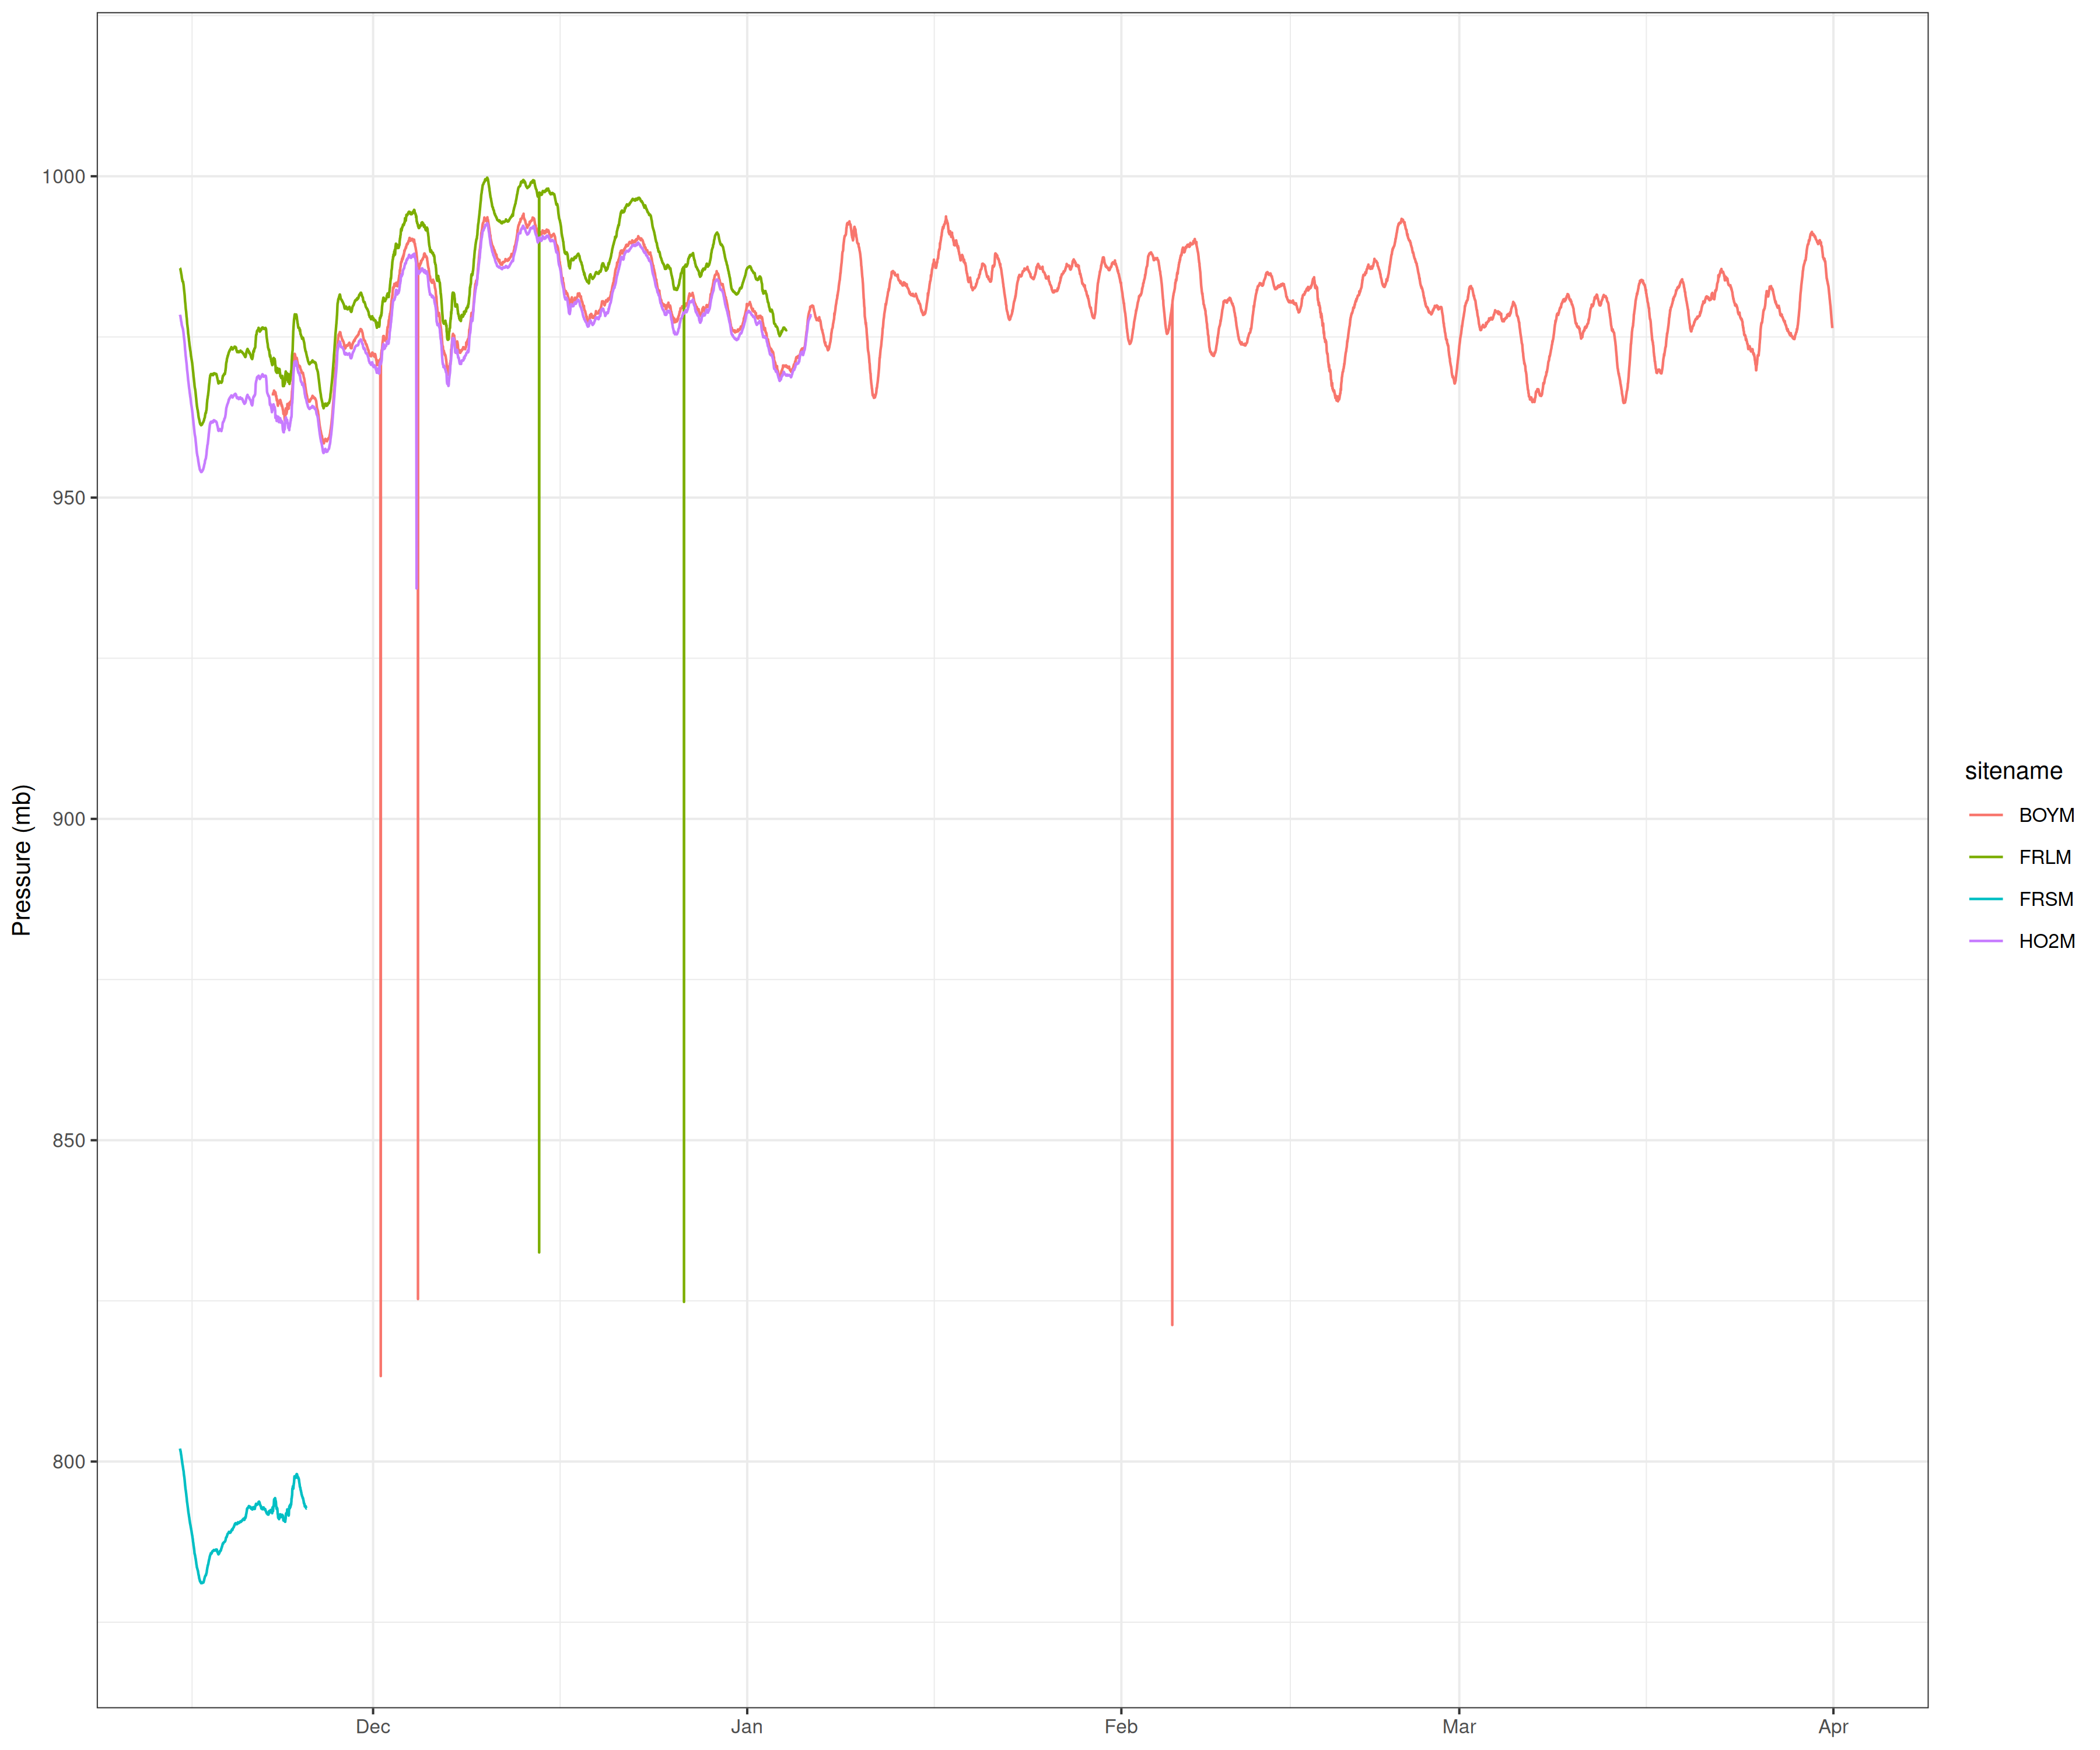 Pressure (mb)
1000
950
900
850
800
Dec
Jan
Feb
Mar
Apr
sitename
BOYM
FRLM
FRSM
HO2M